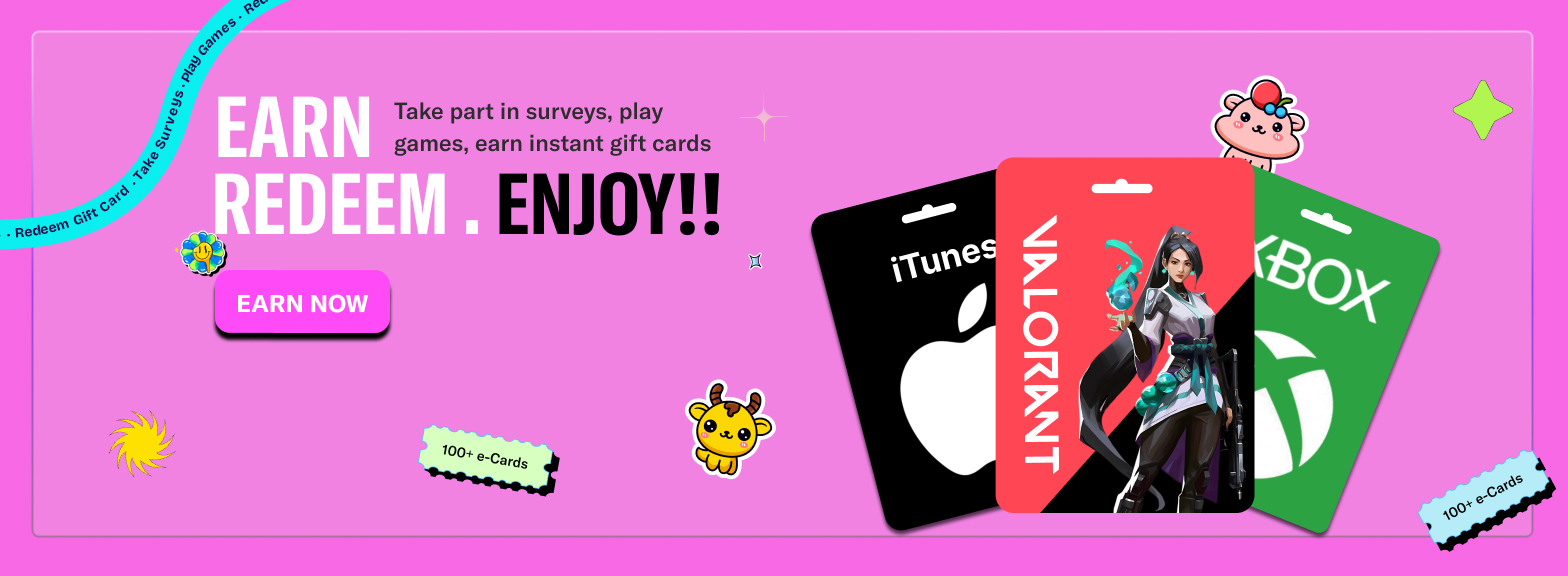 . Redeem Gift Card . Take Surveys . Play Games . Red
EARN
Take part in surveys, play
games, earn instant gift cards
REDEEM . ENJOY!!
EARN NOW
iTunes
VALORANT
XBOX
100+ e-Cards
100+ e-Cards